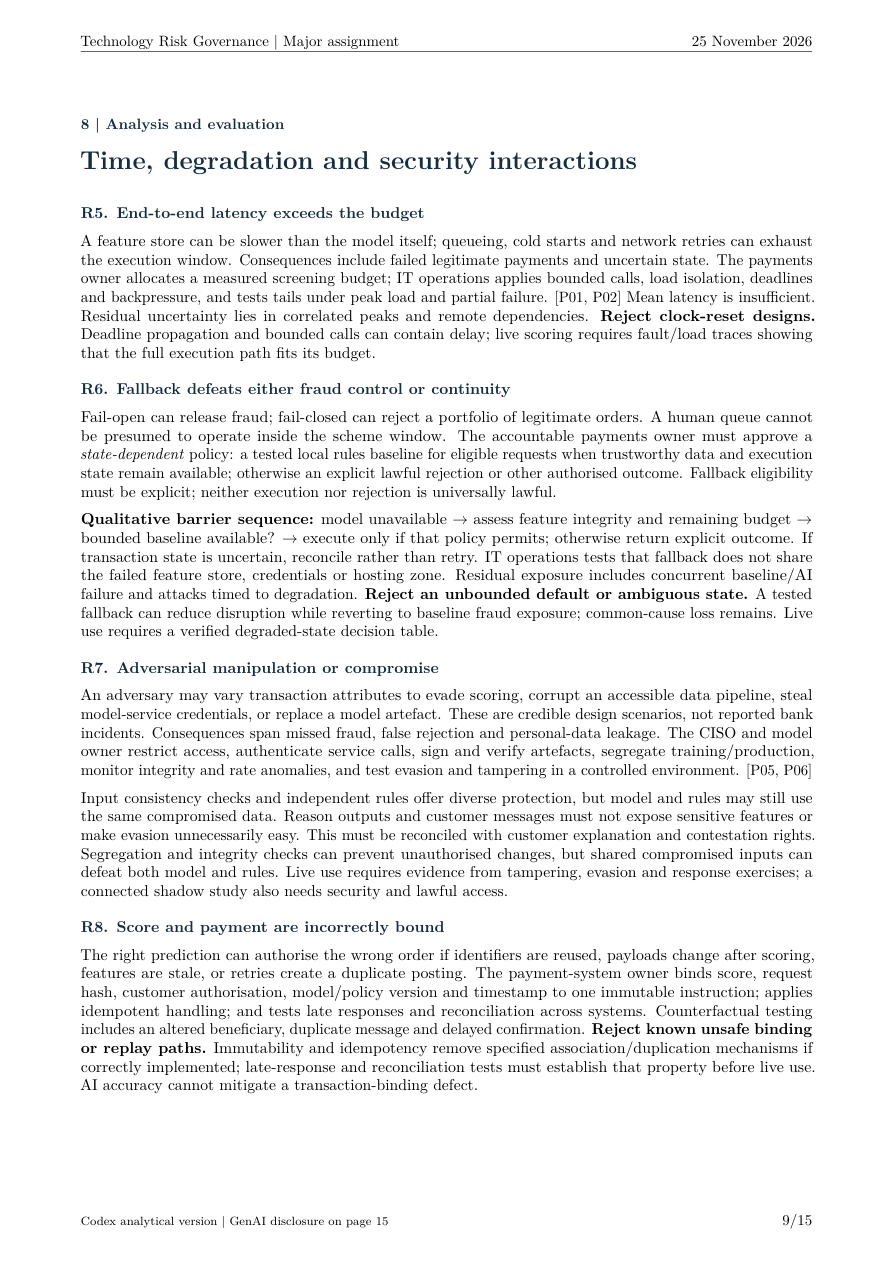 Technology Risk Governance | Major assignment 25 November 2026
8 | Analysis and evaluation
Time, degradation and security interactions
R5. End-to-end latency exceeds the budget
A feature store can be slower than the model itself; queueing, cold starts and network retries can exhaust
the execution window. Consequences include failed legitimate payments and uncertain state. The payments
owner allocates a measured screening budget; IT operations applies bounded calls, load isolation, deadlines
and backpressure, and tests tails under peak load and partial failure. [P01, P02] Mean latency is insufficient.
Residual uncertainty lies in correlated peaks and remote dependencies. Reject clock-reset designs.
Deadline propagation and bounded calls can contain delay; live scoring requires fault/load traces showing
that the full execution path fits its budget.
R6. Fallback defeats either fraud control or continuity
Fail-open can release fraud; fail-closed can reject a portfolio of legitimate orders. A human queue cannot
be presumed to operate inside the scheme window. The accountable payments owner must approve a
state-dependent policy: a tested local rules baseline for eligible requests when trustworthy data and execution
state remain available; otherwise an explicit lawful rejection or other authorised outcome. Fallback eligibility
must be explicit; neither execution nor rejection is universally lawful.
Qualitative barrier sequence: model unavailable → assess feature integrity and remaining budget →
bounded baseline available? → execute only if that policy permits; otherwise return explicit outcome. If
transaction state is uncertain, reconcile rather than retry. IT operations tests that fallback does not share
the failed feature store, credentials or hosting zone. Residual exposure includes concurrent baseline/AI
failure and attacks timed to degradation. Reject an unbounded default or ambiguous state. A tested
fallback can reduce disruption while reverting to baseline fraud exposure; common-cause loss remains. Live
use requires a verified degraded-state decision table.
R7. Adversarial manipulation or compromise
An adversary may vary transaction attributes to evade scoring, corrupt an accessible data pipeline, steal
model-service credentials, or replace a model artefact. These are credible design scenarios, not reported bank
incidents. Consequences span missed fraud, false rejection and personal-data leakage. The CISO and model
owner restrict access, authenticate service calls, sign and verify artefacts, segregate training/production,
monitor integrity and rate anomalies, and test evasion and tampering in a controlled environment. [P05, P06]
Input consistency checks and independent rules offer diverse protection, but model and rules may still use
the same compromised data. Reason outputs and customer messages must not expose sensitive features or
make evasion unnecessarily easy. This must be reconciled with customer explanation and contestation rights.
Segregation and integrity checks can prevent unauthorised changes, but shared compromised inputs can
defeat both model and rules. Live use requires evidence from tampering, evasion and response exercises; a
connected shadow study also needs security and lawful access.
R8. Score and payment are incorrectly bound
The right prediction can authorise the wrong order if identifiers are reused, payloads change after scoring,
features are stale, or retries create a duplicate posting. The payment-system owner binds score, request
hash, customer authorisation, model/policy version and timestamp to one immutable instruction; applies
idempotent handling; and tests late responses and reconciliation across systems. Counterfactual testing
includes an altered beneficiary, duplicate message and delayed confirmation. Reject known unsafe binding
or replay paths. Immutability and idempotency remove specified association/duplication mechanisms if
correctly implemented; late-response and reconciliation tests must establish that property before live use.
AI accuracy cannot mitigate a transaction-binding defect.
Codex analytical version | GenAI disclosure on page 15 9/15